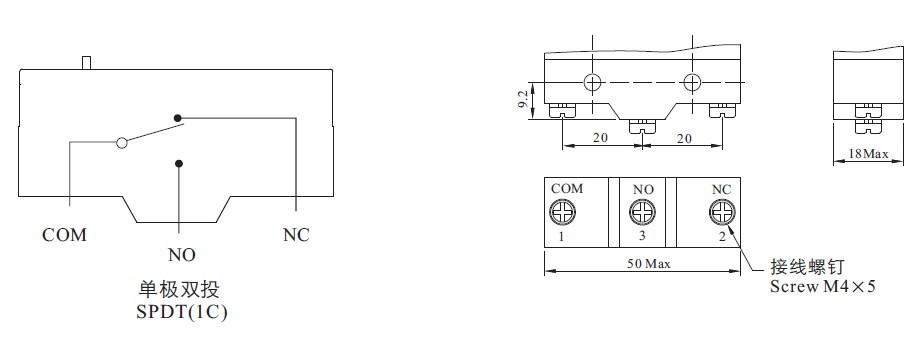 COM
NO
NC
单极双投
SPDT(1C)
9.2
20
20
18Max
COM
NO
NC
1
3
2
50 Max
接线螺钉
Screw M4×5